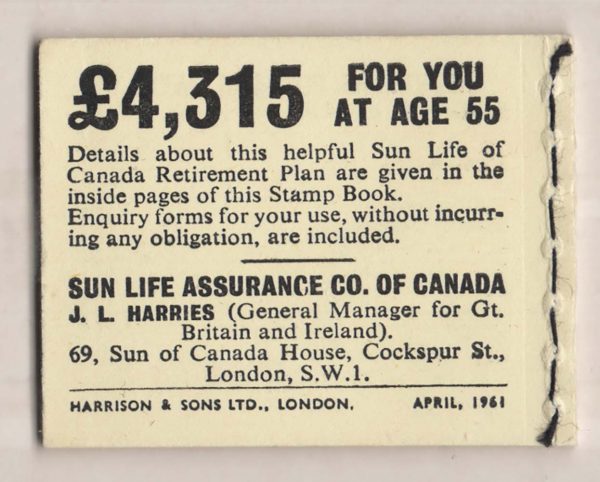 £4,315 FOR YOU
AT AGE 55
Details about this helpful Sun Life of
Canada Retirement Plan are given in the
inside pages of this Stamp Book.
Enquiry forms for your use, without incurr-
ing any obligation, are included.
SUN LIFE ASSURANCE CO. OF CANADA
J. L. HARRIES (General Manager for Gt.
Britain and Ireland).
69, Sun of Canada House, Cockspur St.,
London, S.W.1.
HARRISON & SONS LTD., LONDON. APRIL, 1961